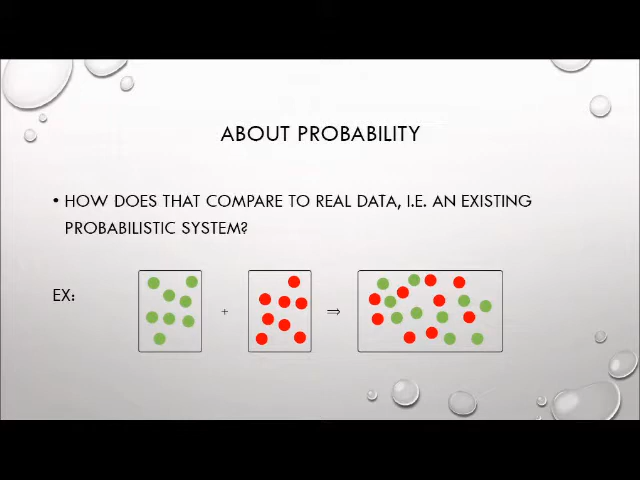 ABOUT PROBABILITY
• HOW DOES THAT COMPARE TO REAL DATA, I.E. AN EXISTING
PROBABILISTIC SYSTEM?
EX:
+ ⇒